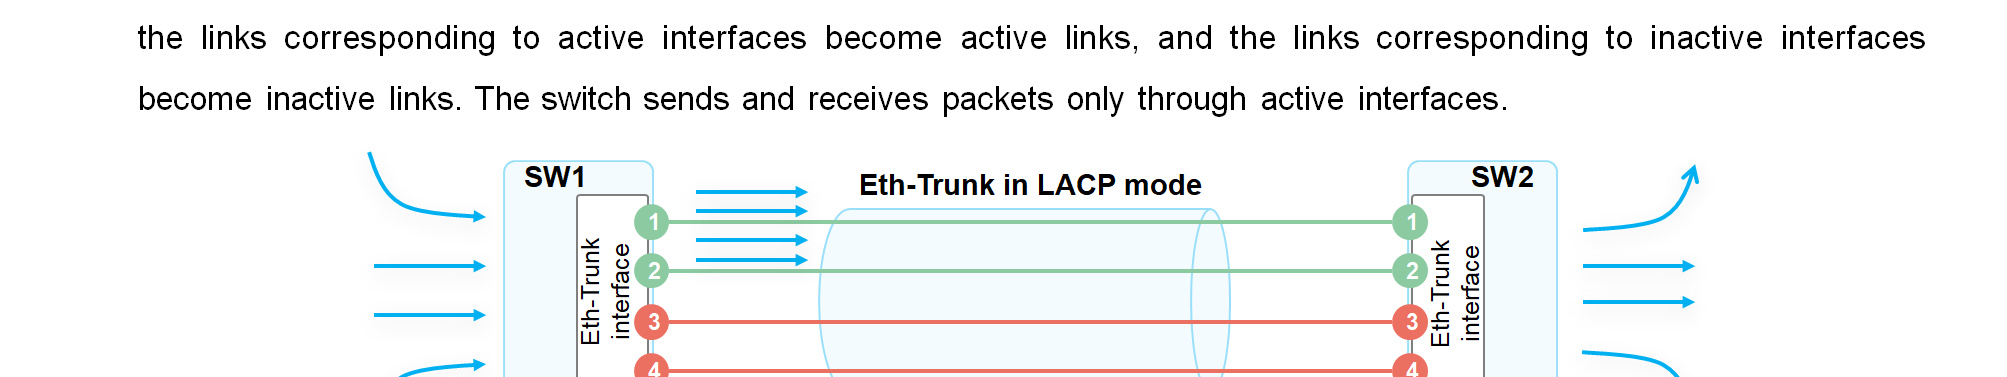 the links corresponding to active interfaces become active links, and the links corresponding to inactive interfaces
become inactive links. The switch sends and receives packets only through active interfaces.
SW1
Eth-Trunk in LACP mode
SW2
1
1
2
2
3
3
4
4
Eth-Trunk
interface
Eth-Trunk
interface